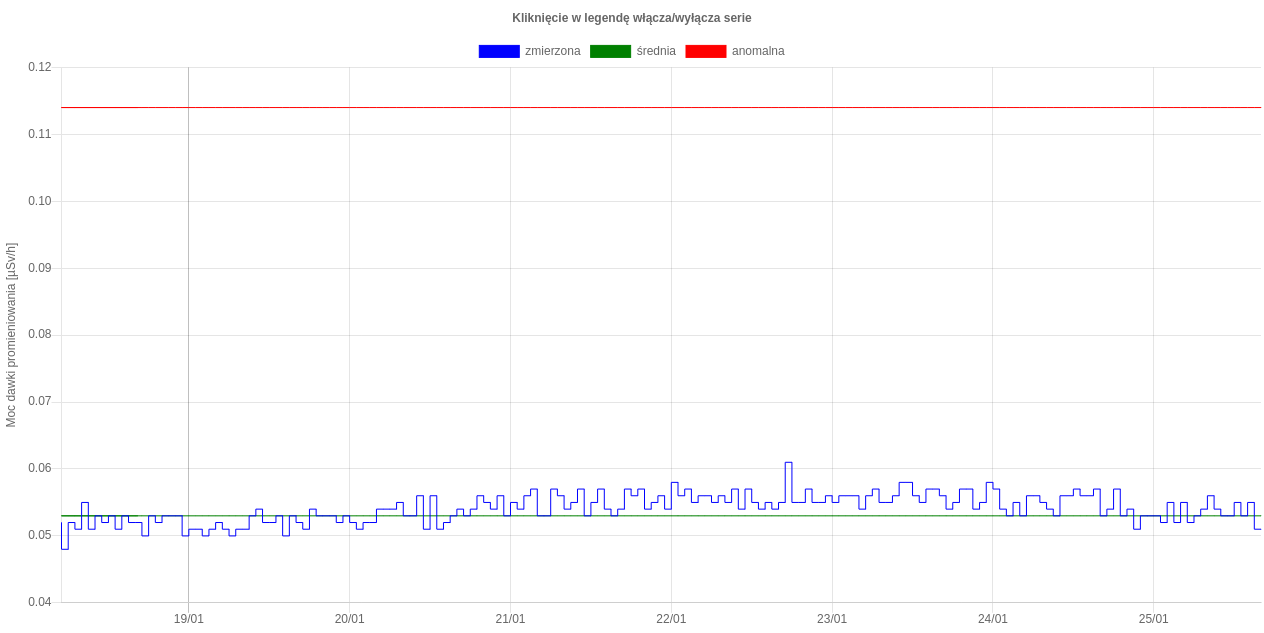 Kliknięcie w legendę włącza/wyłącza serie
zmierzona średnia anomalna
Moc dawki promieniowania [µSv/h]
0.12
0.11
0.10
0.09
0.08
0.07
0.06
0.05
0.04
19/01 20/01 21/01 22/01 23/01 24/01 25/01